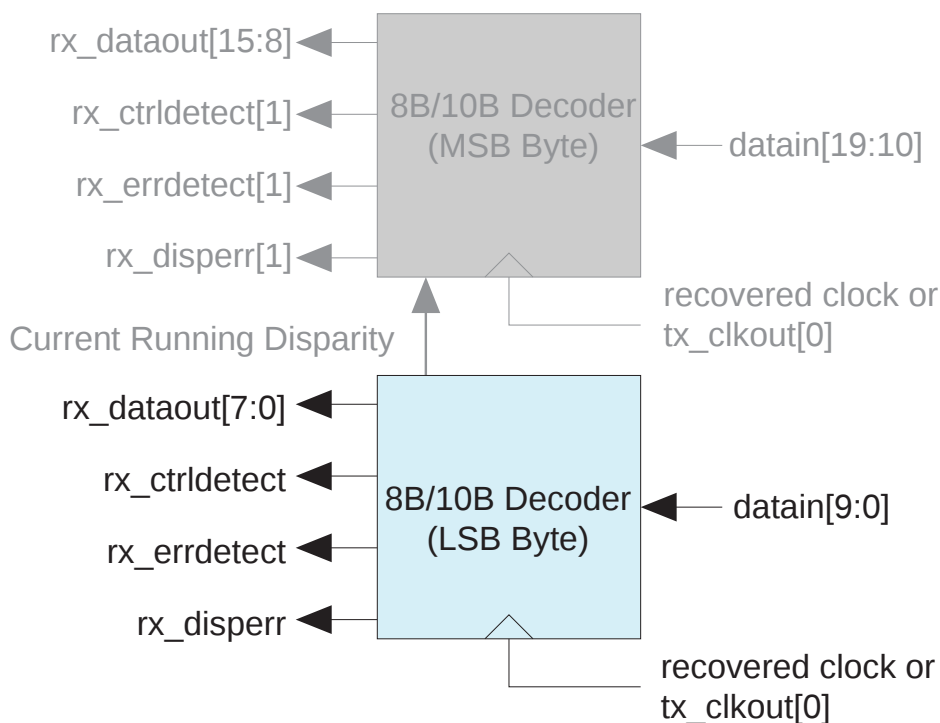 rx_dataout[15:8]
rx_ctrldetect[1]
rx_errdetect[1]
rx_disperr[1]
8B/10B Decoder
(MSB Byte)
datain[19:10]
recovered clock or
tx_clkout[0]
Current Running Disparity
rx_dataout[7:0]
rx_ctrldetect
rx_errdetect
rx_disperr
8B/10B Decoder
(LSB Byte)
datain[9:0]
recovered clock or
tx_clkout[0]